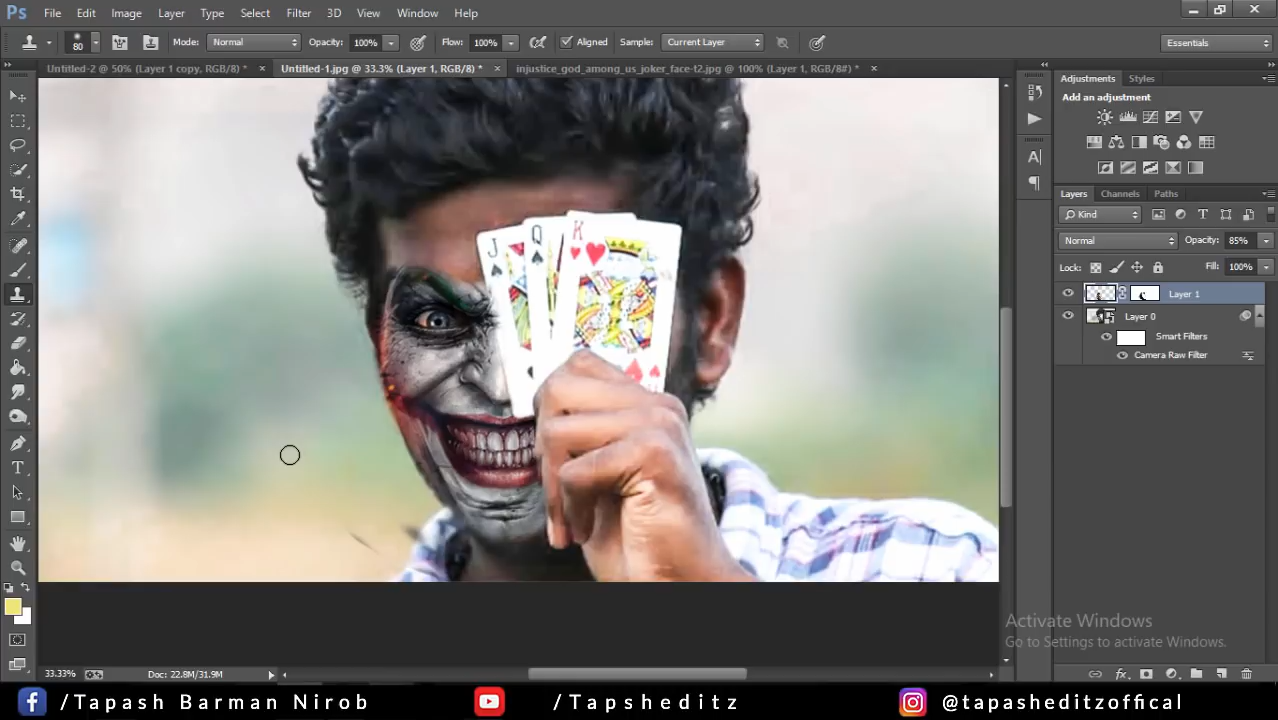 Ps File Edit Image Layer Type Select Filter 3D View Window Help
80 Mode: Normal Opacity: 100% Flow: 100% Aligned Sample: Current Layer Essentials
Untitled-2 @ 50% (Layer 1 copy, RGB/8) * × Untitled-1.jpg @ 33.3% (Layer 1, RGB/8) * × injustice_god_among_us_joker_face-t2.jpg @ 100% (Layer 1, RGB/8#) * ×
Adjustments Styles
Add an adjustment
Layers Channels Paths
Kind
Normal Opacity: 85%
Lock: Fill: 100%
Layer 1
Layer 0
Smart Filters
Camera Raw Filter
J Q K
T
A
Activate Windows
Go to Settings to activate Windows.
33.33% Doc: 22.8M/31.9M
/Tapash Barman Nirob /Tapsheditz @tapasheditzoffical